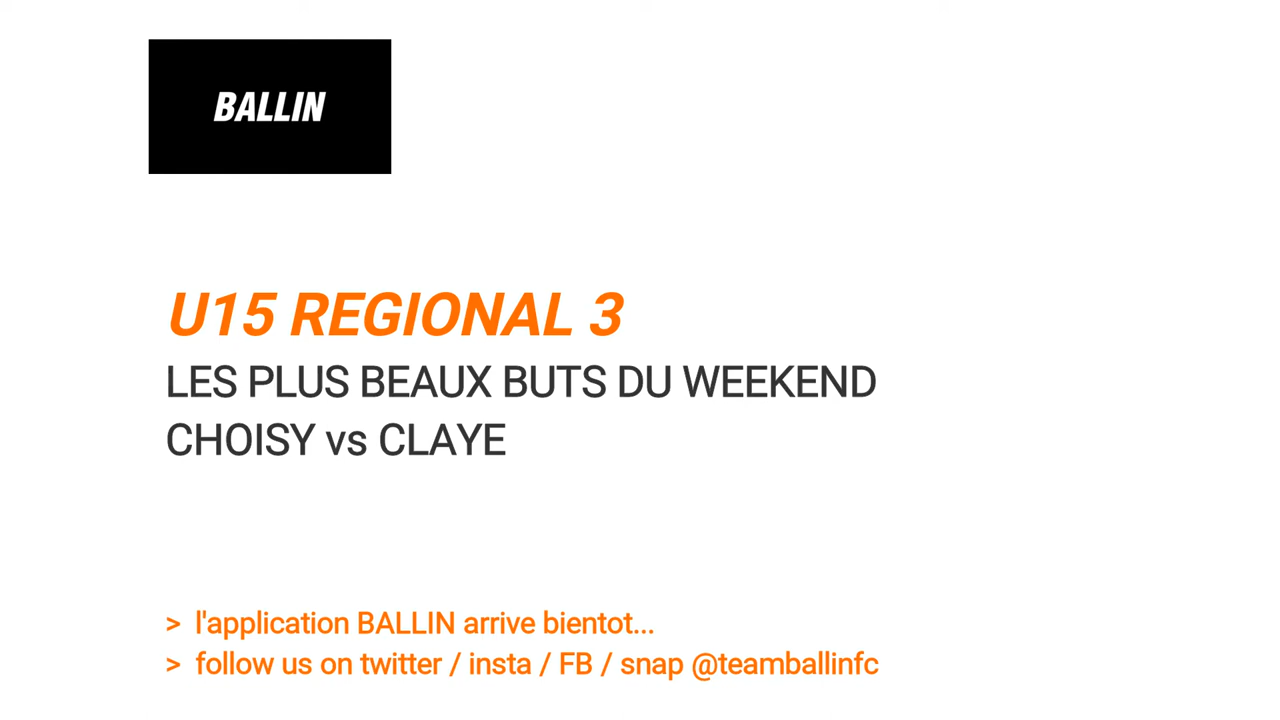 BALLIN
U15 REGIONAL 3
LES PLUS BEAUX BUTS DU WEEKEND
CHOISY vs CLAYE
> l'application BALLIN arrive bientot...
> follow us on twitter / insta / FB / snap @teamballinfc